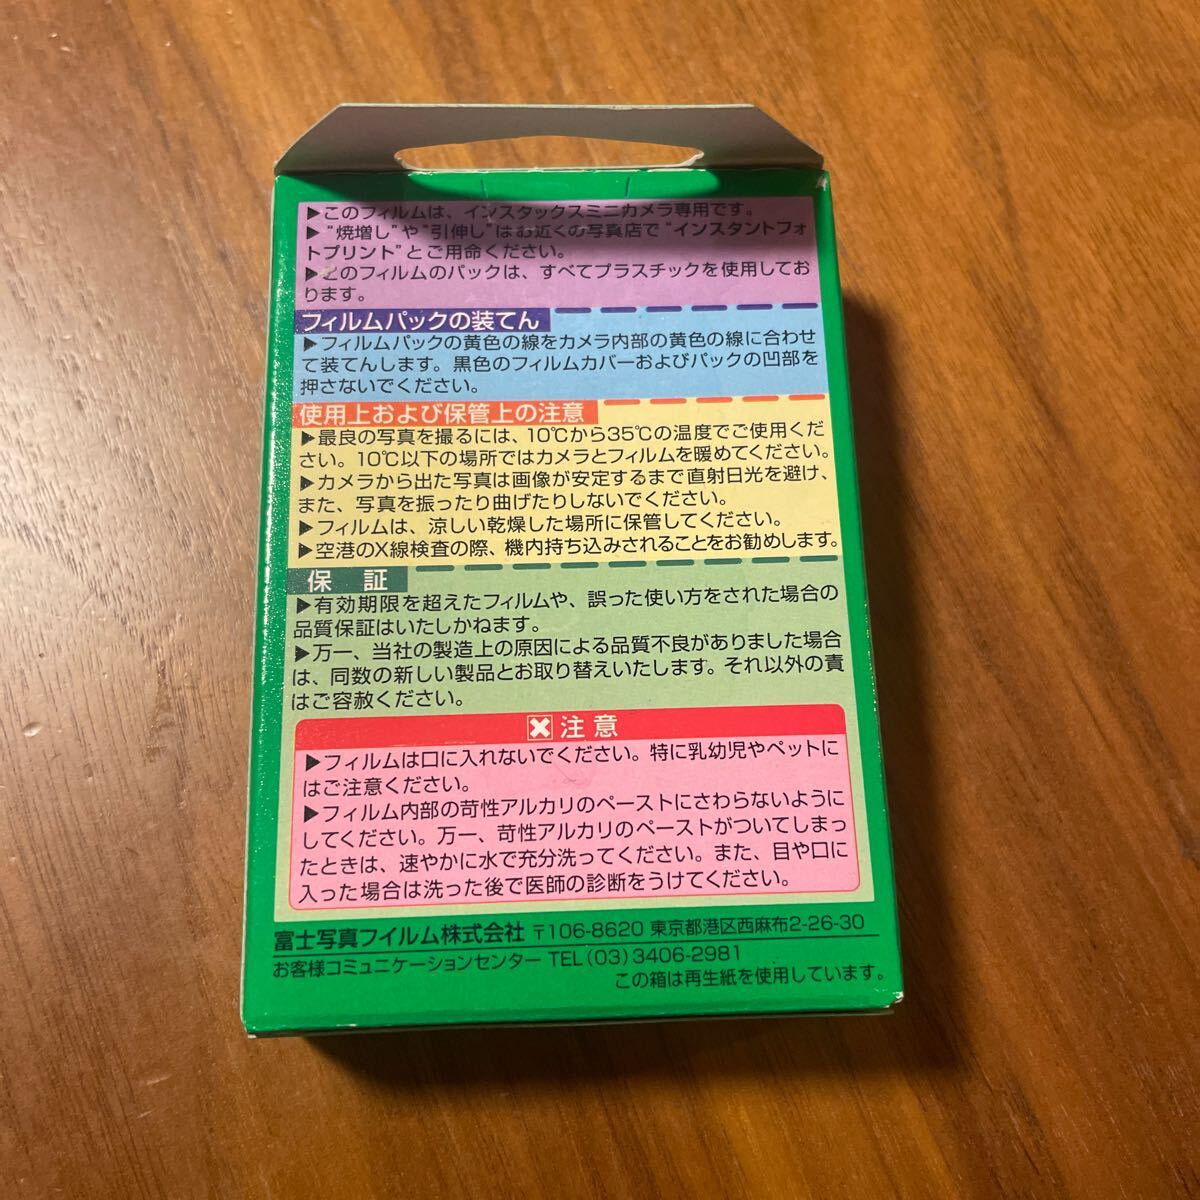 ▶このフィルムは、インスタックスミニカメラ専用です。
▶“焼増し”や“引伸し”はお近くの写真店で“インスタントフォ
トプリント”とご用命ください。
▶このフィルムのパックは、すべてプラスチックを使用してお
ります。
フィルムパックの装てん
▶フィルムパックの黄色の線をカメラ内部の黄色の線に合わせ
て装てんします。黒色のフィルムカバーおよびパックの凹部を
押さないでください。
使用上および保管上の注意
▶最良の写真を撮るには、10℃から35℃の温度でご使用くだ
さい。10℃以下の場所ではカメラとフィルムを暖めてください。
▶カメラから出た写真は画像が安定するまで直射日光を避け、
また、写真を振ったり曲げたりしないでください。
▶フィルムは、涼しい乾燥した場所に保管してください。
▶空港のX線検査の際、機内持ち込みされることをお勧めします。
保 証
▶有効期限を超えたフィルムや、誤った使い方をされた場合の
品質保証はいたしかねます。
▶万一、当社の製造上の原因による品質不良がありました場合
は、同数の新しい製品とお取り替えいたします。それ以外の責
はご容赦ください。
注意
▶フィルムは口に入れないでください。特に乳幼児やペットに
はご注意ください。
▶フィルム内部の苛性アルカリのペーストにさわらないように
してください。万一、苛性アルカリのペーストがついてしまっ
たときは、速やかに水で充分洗ってください。また、目や口に
入った場合は洗った後で医師の診断をうけてください。
富士写真フイルム株式会社 〒106-8620 東京都港区西麻布2-26-30
お客様コミュニケーションセンター TEL(03)3406-2981
この箱は再生紙を使用しています。